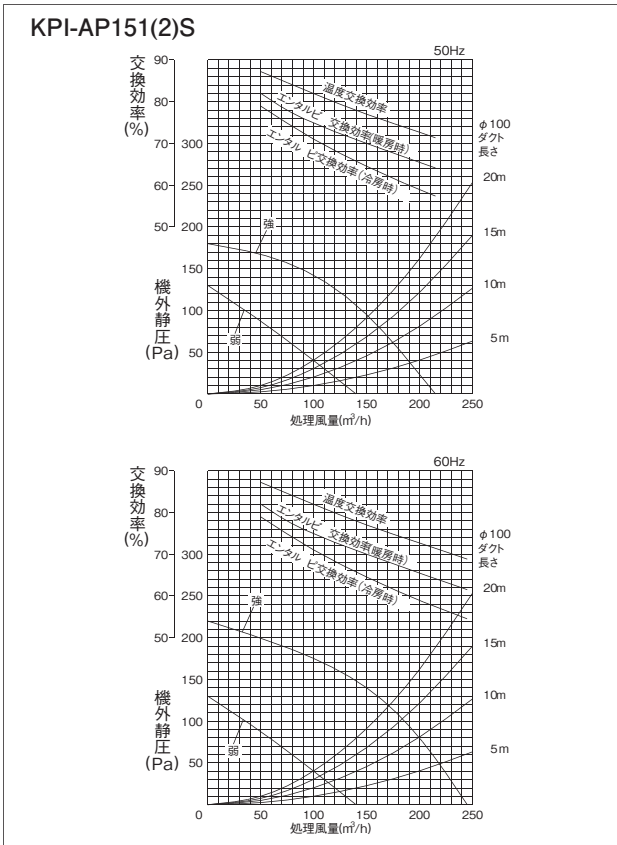 KPI-AP151(2)S
50Hz
交換効率(%)
90
80
70
60
50
機外静圧(Pa)
300
250
200
150
100
50
0
温度交換効率
エンタルピ 交換効率(暖房時)
エンタル ピ交換効率(冷房時)
強
弱
φ100
ダクト
長さ
20m
15m
10m
5m
50
100
150
200
250
処理風量(m³/h)
60Hz
交換効率(%)
90
80
70
60
50
機外静圧(Pa)
300
250
200
150
100
50
0
温度交換効率
エンタルピ 交換効率(暖房時)
エンタル ピ交換効率(冷房時)
強
弱
φ100
ダクト
長さ
20m
15m
10m
5m
50
100
150
200
250
処理風量(m³/h)